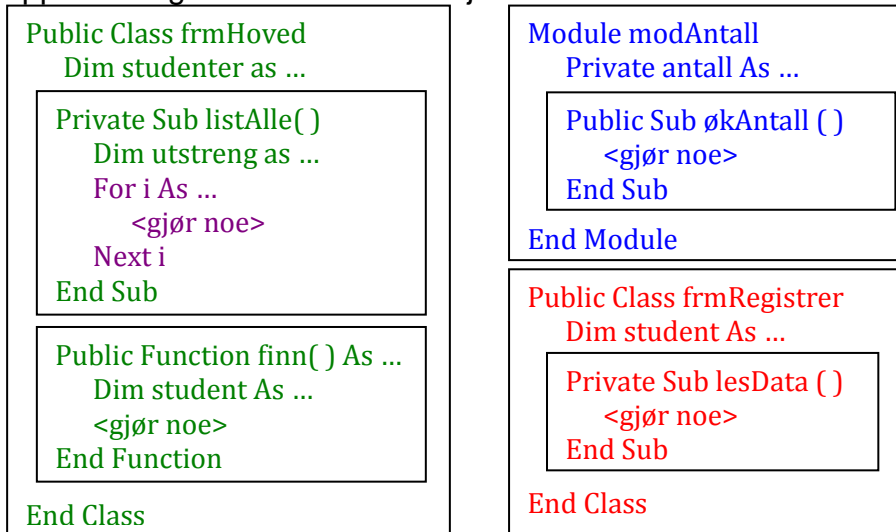 Public Class frmHoved
Dim studenter as …
Private Sub listAlle( )
Dim utstreng as …
For i As …
<gjør noe>
Next i
End Sub
Public Function finn( ) As …
Dim student As …
<gjør noe>
End Function
End Class
Module modAntall
Private antall As …
Public Sub økAntall ( )
<gjør noe>
End Sub
End Module
Public Class frmRegistrer
Dim student As …
Private Sub lesData ( )
<gjør noe>
End Sub
End Class